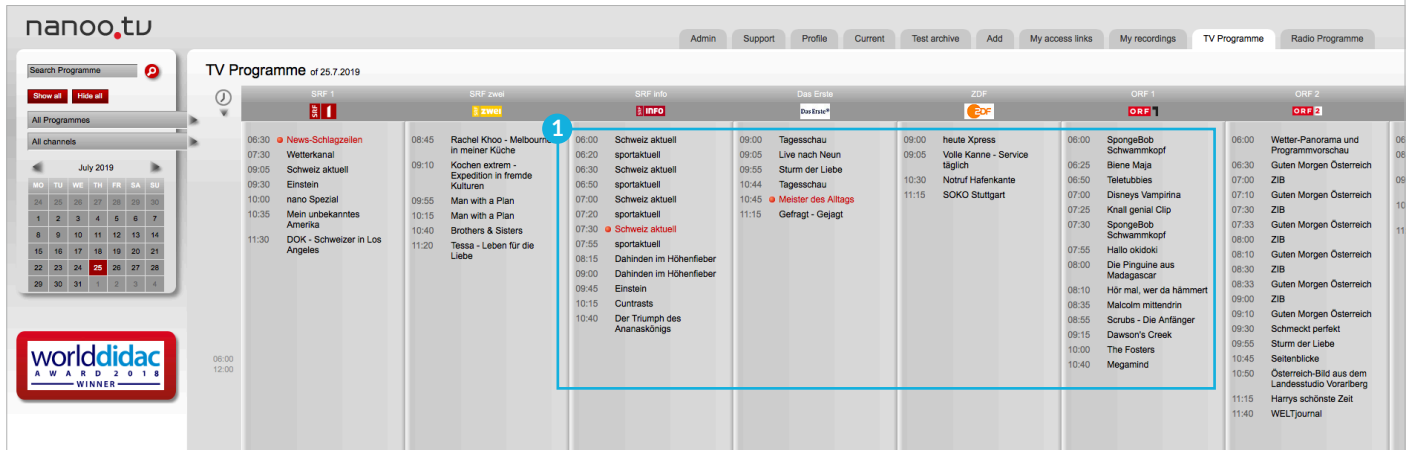 nanoo.tv
Admin Support Profile Current Test archive Add My access links My recordings TV Programme Radio Programme
Search Programme
Show all Hide all
All Programmes
All channels
July 2019
MO TU WE TH FR SA SU
24 25 26 27 28 29 30
1 2 3 4 5 6 7
8 9 10 11 12 13 14
15 16 17 18 19 20 21
22 23 24 25 26 27 28
29 30 31 1 2 3 4
worlddidac
AWARD 2018
WINNER
TV Programme of 25.7.2019
06:00
12:00
SRF 1
SRF 1
06:30 News-Schlagzeilen
07:30 Wetterkanal
09:05 Schweiz aktuell
09:30 Einstein
10:00 nano Spezial
10:35 Mein unbekanntes
Amerika
11:30 DOK - Schweizer in Los
Angeles
SRF zwei
zwei
08:45 Rachel Khoo - Melbourne
in meiner Küche
09:10 Kochen extrem -
Expedition in fremde
Kulturen
09:55 Man with a Plan
10:15 Man with a Plan
10:40 Brothers & Sisters
11:20 Tessa - Leben für die
Liebe
1
SRF info
INFO
06:00 Schweiz aktuell
06:20 sportaktuell
06:30 Schweiz aktuell
06:50 sportaktuell
07:00 Schweiz aktuell
07:20 sportaktuell
07:30 Schweiz aktuell
07:55 sportaktuell
08:15 Dahinden im Höhenfieber
09:00 Dahinden im Höhenfieber
09:45 Einstein
10:15 Cuntrasts
10:40 Der Triumph des
Ananaskönigs
Das Erste
Das Erste
09:00 Tagesschau
09:05 Live nach Neun
09:55 Sturm der Liebe
10:44 Tagesschau
10:45 Meister des Alltags
11:15 Gefragt - Gejagt
ZDF
ZDF
09:00 heute Xpress
09:05 Volle Kanne - Service
täglich
10:30 Notruf Hafenkante
11:15 SOKO Stuttgart
ORF 1
ORF 1
06:00 SpongeBob
Schwammkopf
06:25 Biene Maja
06:50 Teletubbies
07:00 Disneys Vampirina
07:25 Knall genial Clip
07:30 SpongeBob
Schwammkopf
07:55 Hallo okidoki
08:00 Die Pinguine aus
Madagascar
08:10 Hör mal, wer da hämmert
08:35 Malcolm mittendrin
08:55 Scrubs - Die Anfänger
09:15 Dawson's Creek
10:00 The Fosters
10:40 Megamind
ORF 2
ORF 2
06:00 Wetter-Panorama und
Programmvorschau
06:30 Guten Morgen Österreich
07:00 ZIB
07:10 Guten Morgen Österreich
07:30 ZIB
07:33 Guten Morgen Österreich
08:00 ZIB
08:10 Guten Morgen Österreich
08:30 ZIB
08:33 Guten Morgen Österreich
09:00 ZIB
09:10 Guten Morgen Österreich
09:30 Schmeckt perfekt
09:55 Sturm der Liebe
10:45 Seitenblicke
10:50 Österreich-Bild aus dem
Landesstudio Vorarlberg
11:15 Harrys schönste Zeit
11:40 WELTjournal